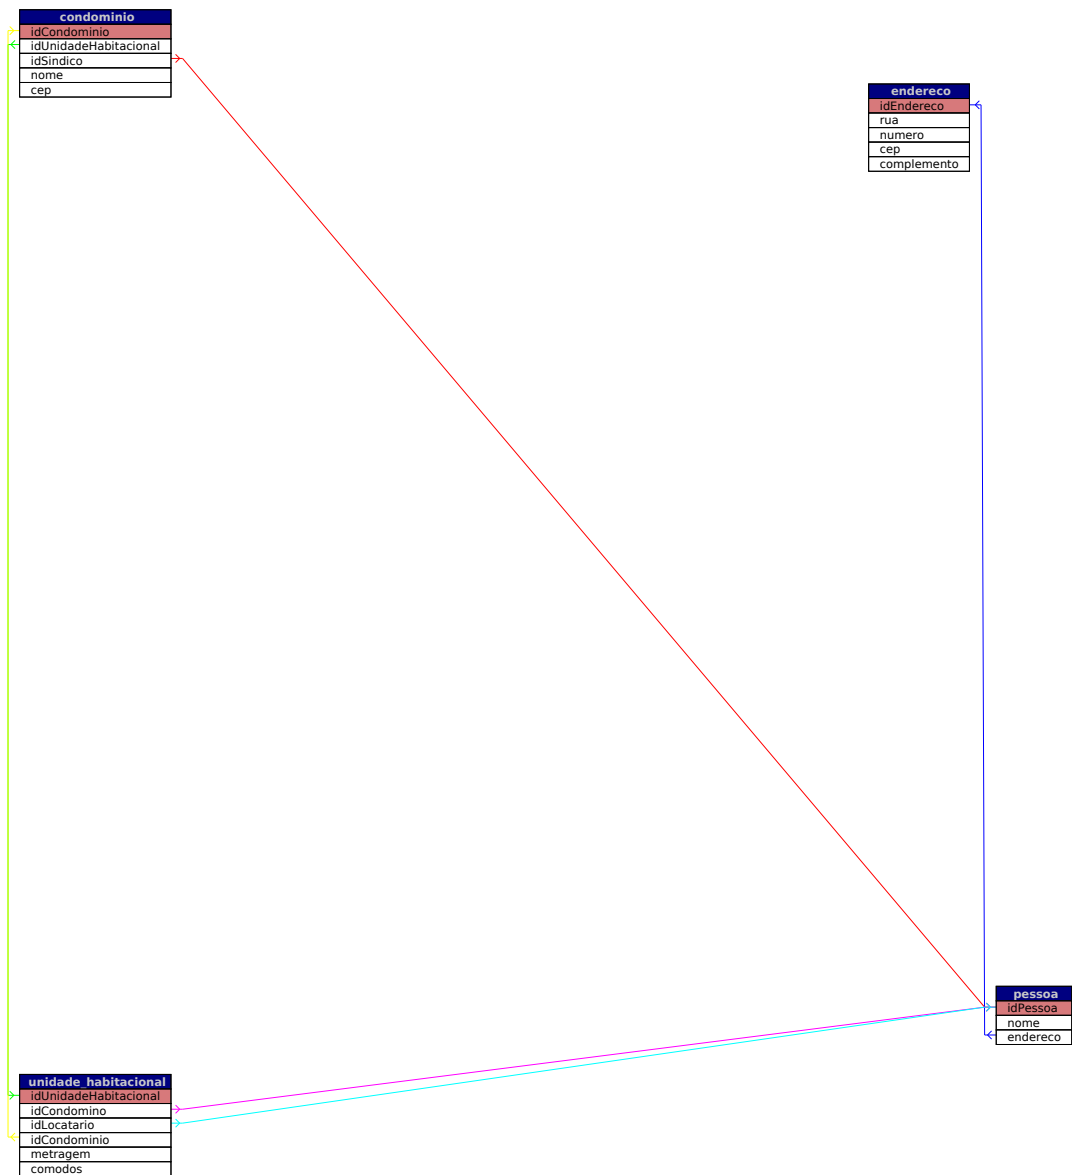 condominio
idCondominio
idUnidadeHabitacional
idSindico
nome
cep
endereco
idEndereco
rua
numero
cep
complemento
pessoa
idPessoa
nome
endereco
unidade_habitacional
idUnidadeHabitacional
idCondomino
idLocatario
idCondominio
metragem
comodos